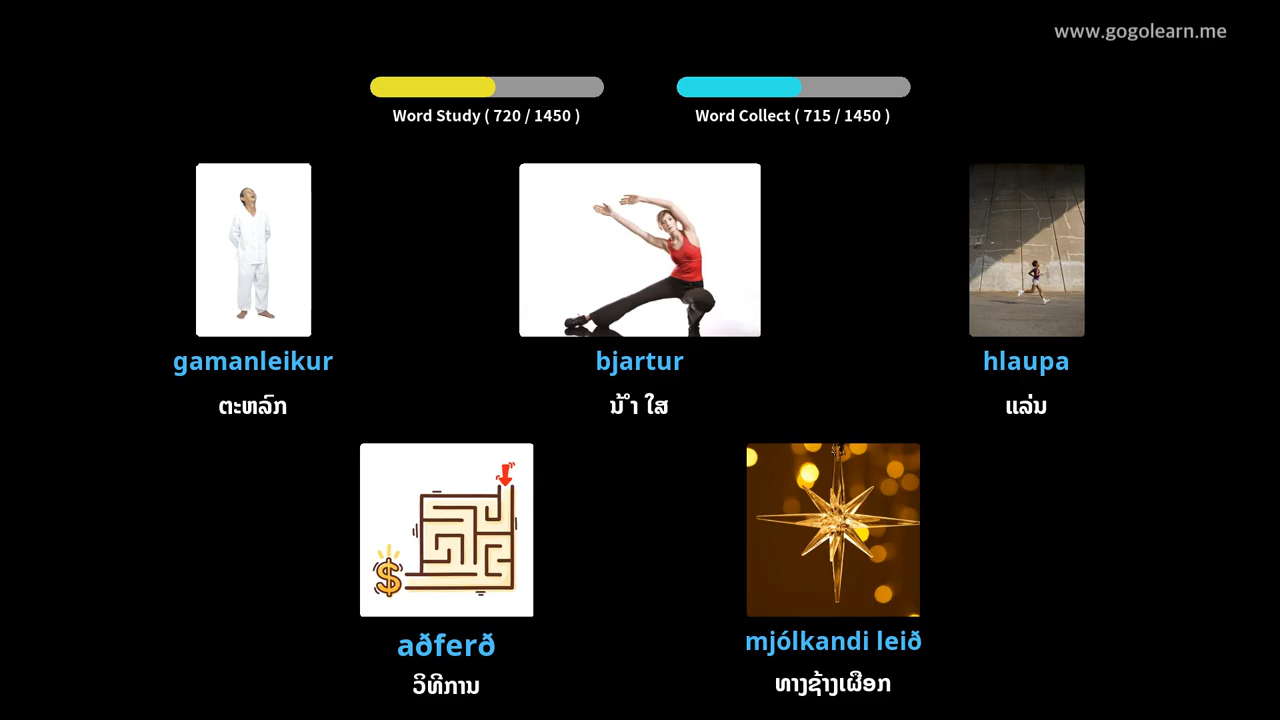 www.gogolearn.me
Word Study ( 720 / 1450 )
Word Collect ( 715 / 1450 )
gamanleikur
ຕະຫລົກ
bjartur
ນ້ ຳ ໃສ
hlaupa
ແລ່ນ
aðferð
ວິທີການ
mjólkandi leið
ທາງຊ້າງເຜືອກ